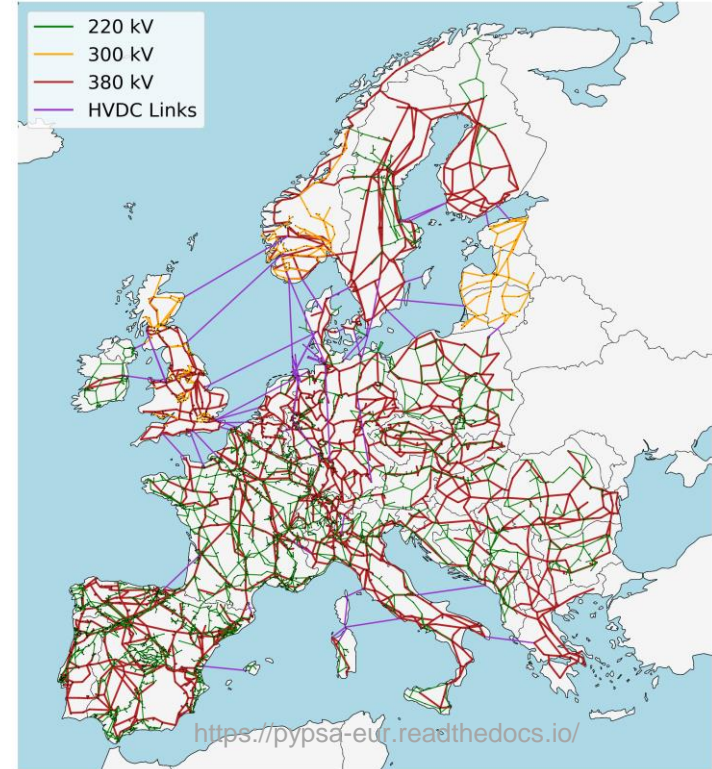 220 kV
300 kV
380 kV
HVDC Links
https://pypsa-eur.readthedocs.io/